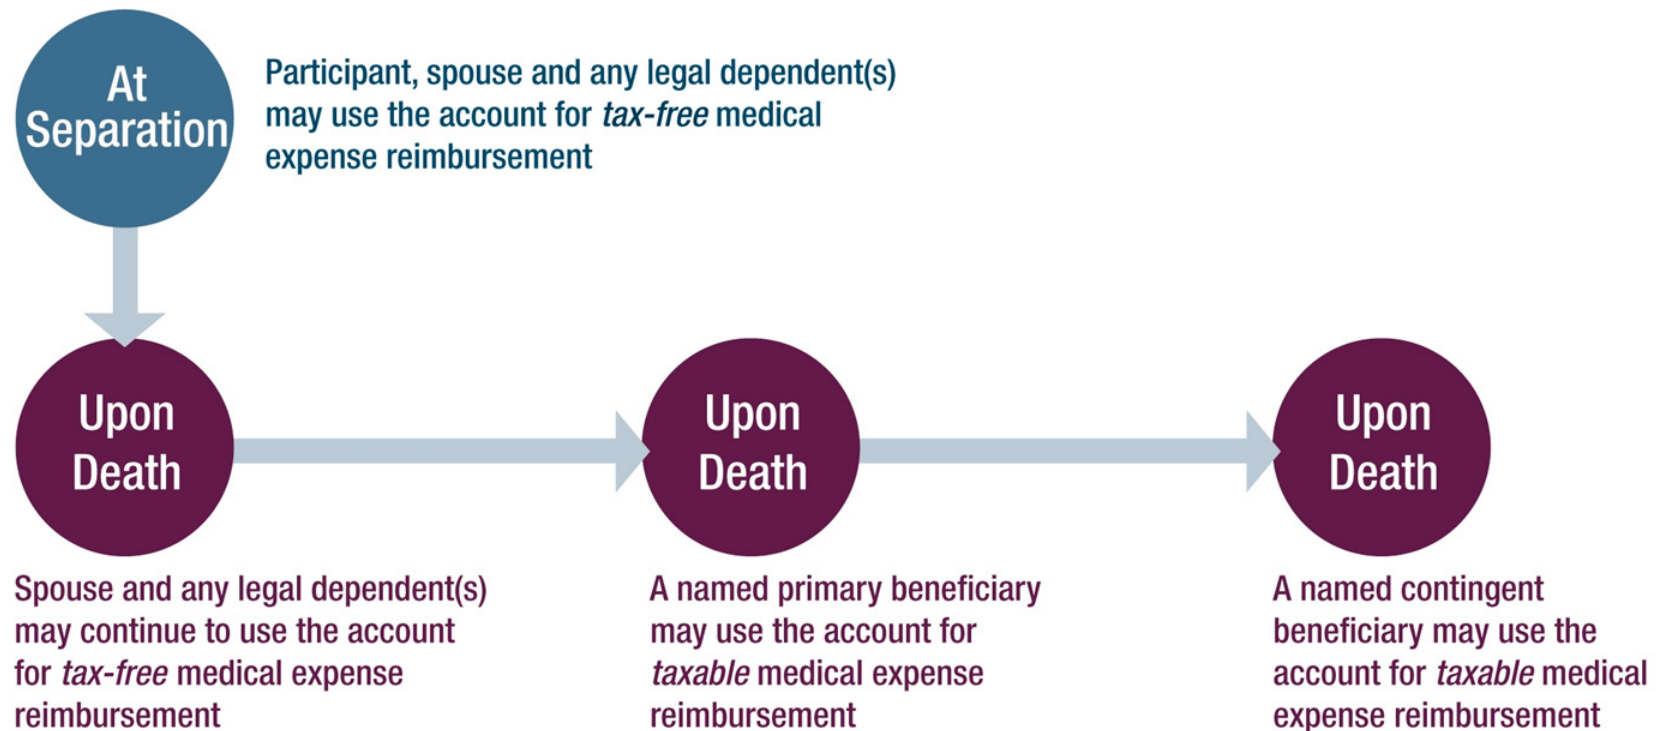 At
Separation
Participant, spouse and any legal dependent(s)
may use the account for tax-free medical
expense reimbursement
Upon
Death
Spouse and any legal dependent(s)
may continue to use the account
for tax-free medical expense
reimbursement
Upon
Death
A named primary beneficiary
may use the account for
taxable medical expense
reimbursement
Upon
Death
A named contingent
beneficiary may use the
account for taxable medical
expense reimbursement